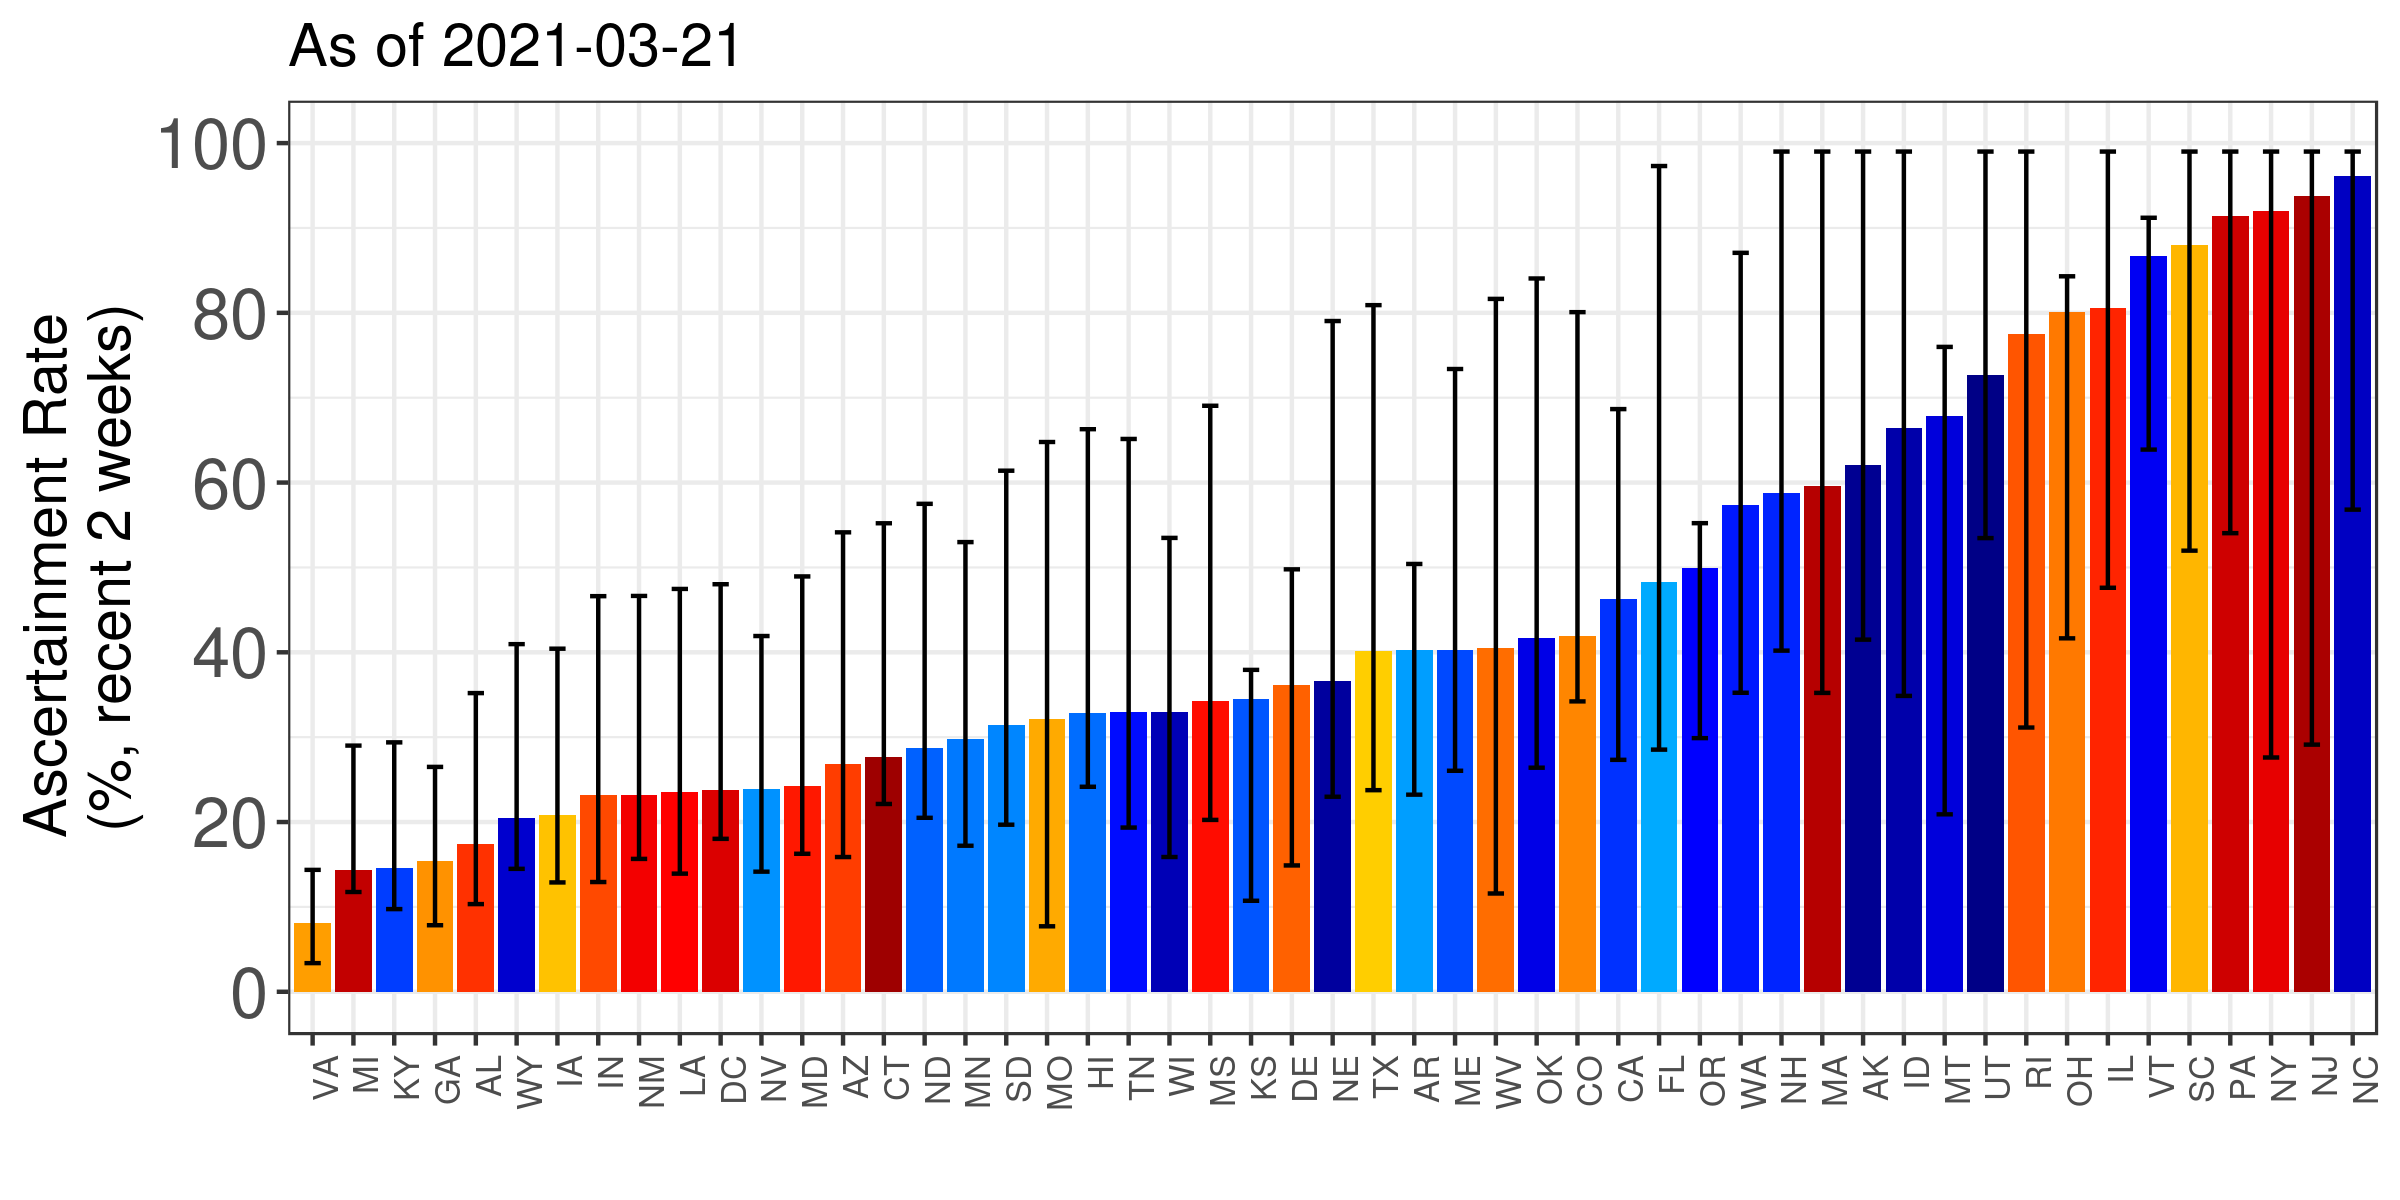 As of 2021-03-21
Ascertainment Rate
(%, recent 2 weeks)
100
80
60
40
20
0
VA MI KY GA AL WY IA IN NM LA DC NV MD AZ CT ND MN SD MO HI TN WI MS KS DE NE TX AR ME WV OK CO CA FL OR WA NH MA AK ID MT UT RI OH IL VT SC PA NY NJ NC